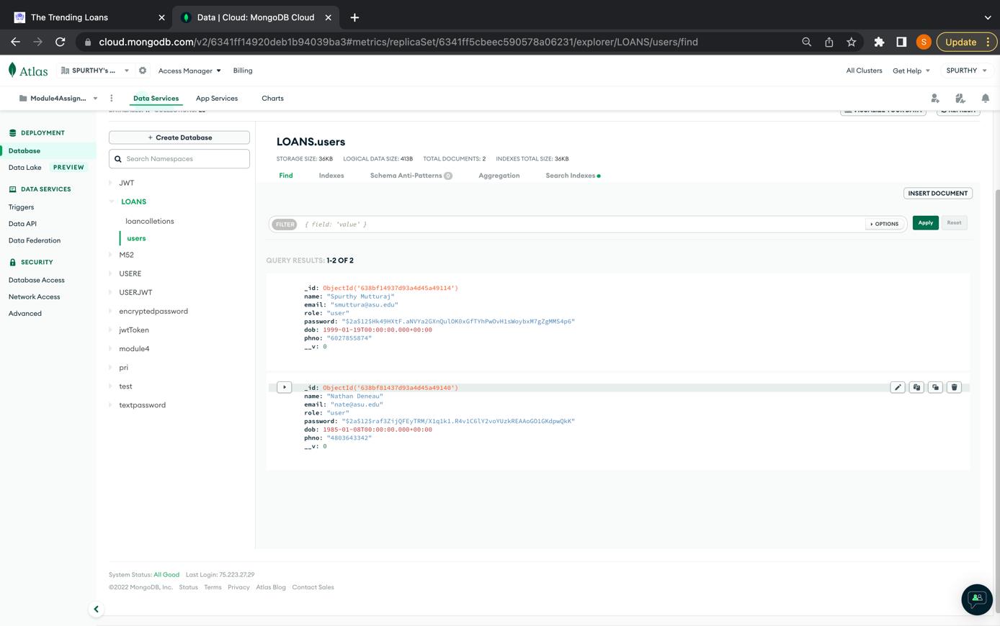 The Trending Loans
Data | Cloud: MongoDB Cloud
cloud.mongodb.com/v2/6341ff14920deb1b94039ba3#metrics/replicaSet/6341ff5cbeec590578a06231/explorer/LOANS/users/find
S
Update
Atlas
SPURTHY's ...
Access Manager
Billing
All Clusters
Get Help
SPURTHY
Module4Assign...
Data Services
App Services
Charts
VISUALIZE YOUR DATA
REFRESH
DEPLOYMENT
Database
Data Lake PREVIEW
DATA SERVICES
Triggers
Data API
Data Federation
SECURITY
Database Access
Network Access
Advanced
+ Create Database
Search Namespaces
JWT
LOANS
loancolletions
users
M52
USERE
USERJWT
encryptedpassword
jwtToken
module4
pri
test
textpassword
LOANS.users
STORAGE SIZE: 36KB LOGICAL DATA SIZE: 413B TOTAL DOCUMENTS: 2 INDEXES TOTAL SIZE: 36KB
Find Indexes Schema Anti-Patterns 0 Aggregation Search Indexes
INSERT DOCUMENT
FILTER { field: 'value' } OPTIONS Apply Reset
QUERY RESULTS: 1-2 OF 2
_id: ObjectId('638bf14937d93a4d45a49114')
name: "Spurthy Mutturaj"
email: "smuttura@asu.edu"
role: "user"
password: "$2a$12$Hk49HXtF.aNVYa2GXnQulOK0xGfTYhPwOvH1sWoybxM7gZgMMS4p6"
dob: 1999-01-19T00:00:00.000+00:00
phno: "6027855874"
__v: 0
_id: ObjectId('638bf81437d93a4d45a49140')
name: "Nathan Deneau"
email: "nate@asu.edu"
role: "user"
password: "$2a$12$raf3ZijQFEyTRM/X1q1k1.R4v1C6lY2voYUzkREAAoGO1GKdpwQkK"
dob: 1985-01-08T00:00:00.000+00:00
phno: "4803643342"
__v: 0
System Status: All Good Last Login: 75.223.27.29
©2022 MongoDB, Inc. Status Terms Privacy Atlas Blog Contact Sales